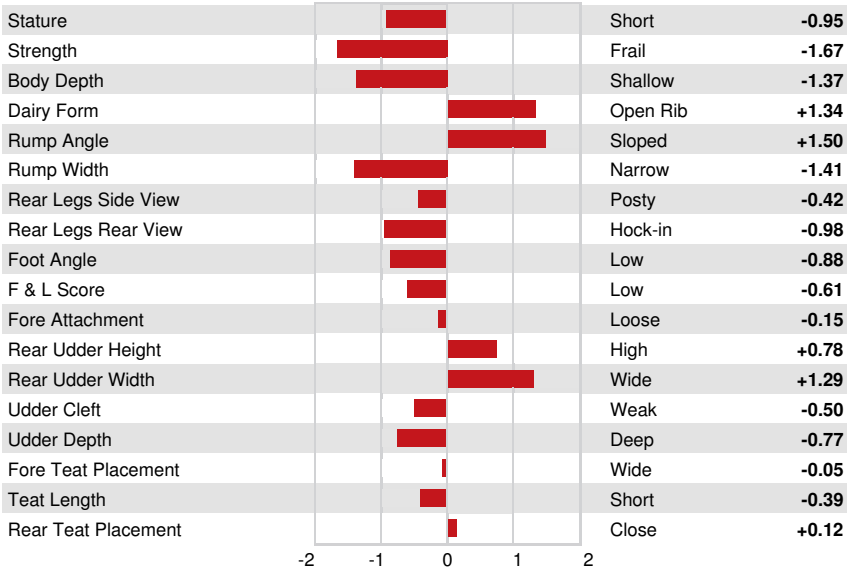 Stature Short -0.95
Strength Frail -1.67
Body Depth Shallow -1.37
Dairy Form Open Rib +1.34
Rump Angle Sloped +1.50
Rump Width Narrow -1.41
Rear Legs Side View Posty -0.42
Rear Legs Rear View Hock-in -0.98
Foot Angle Low -0.88
F & L Score Low -0.61
Fore Attachment Loose -0.15
Rear Udder Height High +0.78
Rear Udder Width Wide +1.29
Udder Cleft Weak -0.50
Udder Depth Deep -0.77
Fore Teat Placement Wide -0.05
Teat Length Short -0.39
Rear Teat Placement Close +0.12
-2 -1 0 1 2